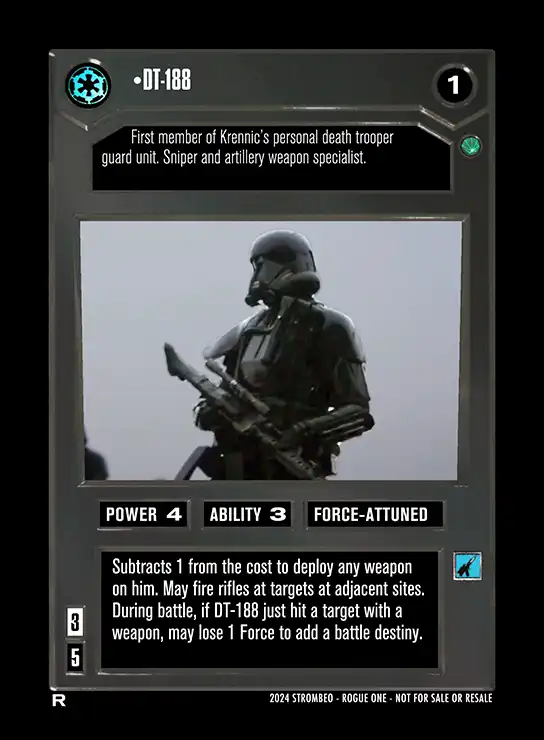 •DT-188
1
First member of Krennic's personal death trooper
guard unit. Sniper and artillery weapon specialist.
POWER 4
ABILITY 3
FORCE-ATTUNED
Subtracts 1 from the cost to deploy any weapon
on him. May fire rifles at targets at adjacent sites.
During battle, if DT-188 just hit a target with a
weapon, may lose 1 Force to add a battle destiny.
3
5
R
2024 STROMBEO - ROGUE ONE - NOT FOR SALE OR RESALE